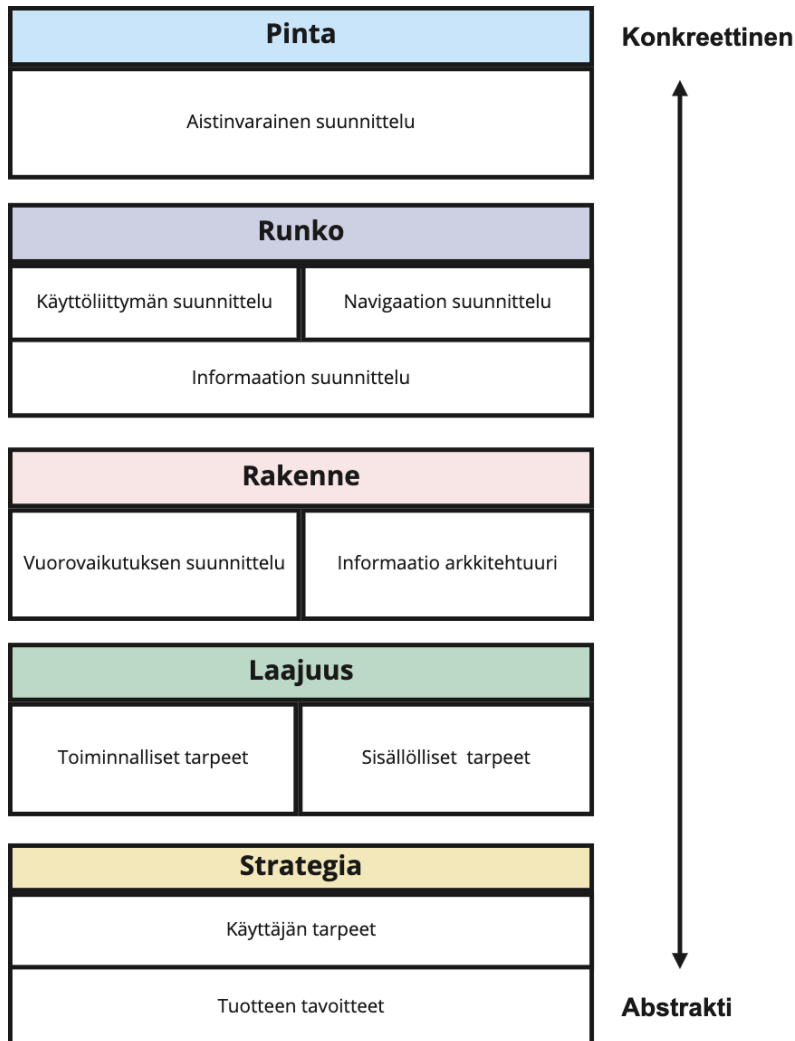 Pinta
Konkreettinen
Aistinvarainen suunnittelu
Runko
Käyttöliittymän suunnittelu
Navigaation suunnittelu
Informaation suunnittelu
Rakenne
Vuorovaikutuksen suunnittelu
Informaatio arkkitehtuuri
Laajuus
Toiminnalliset tarpeet
Sisällölliset tarpeet
Strategia
Käyttäjän tarpeet
Tuotteen tavoitteet
Abstrakti